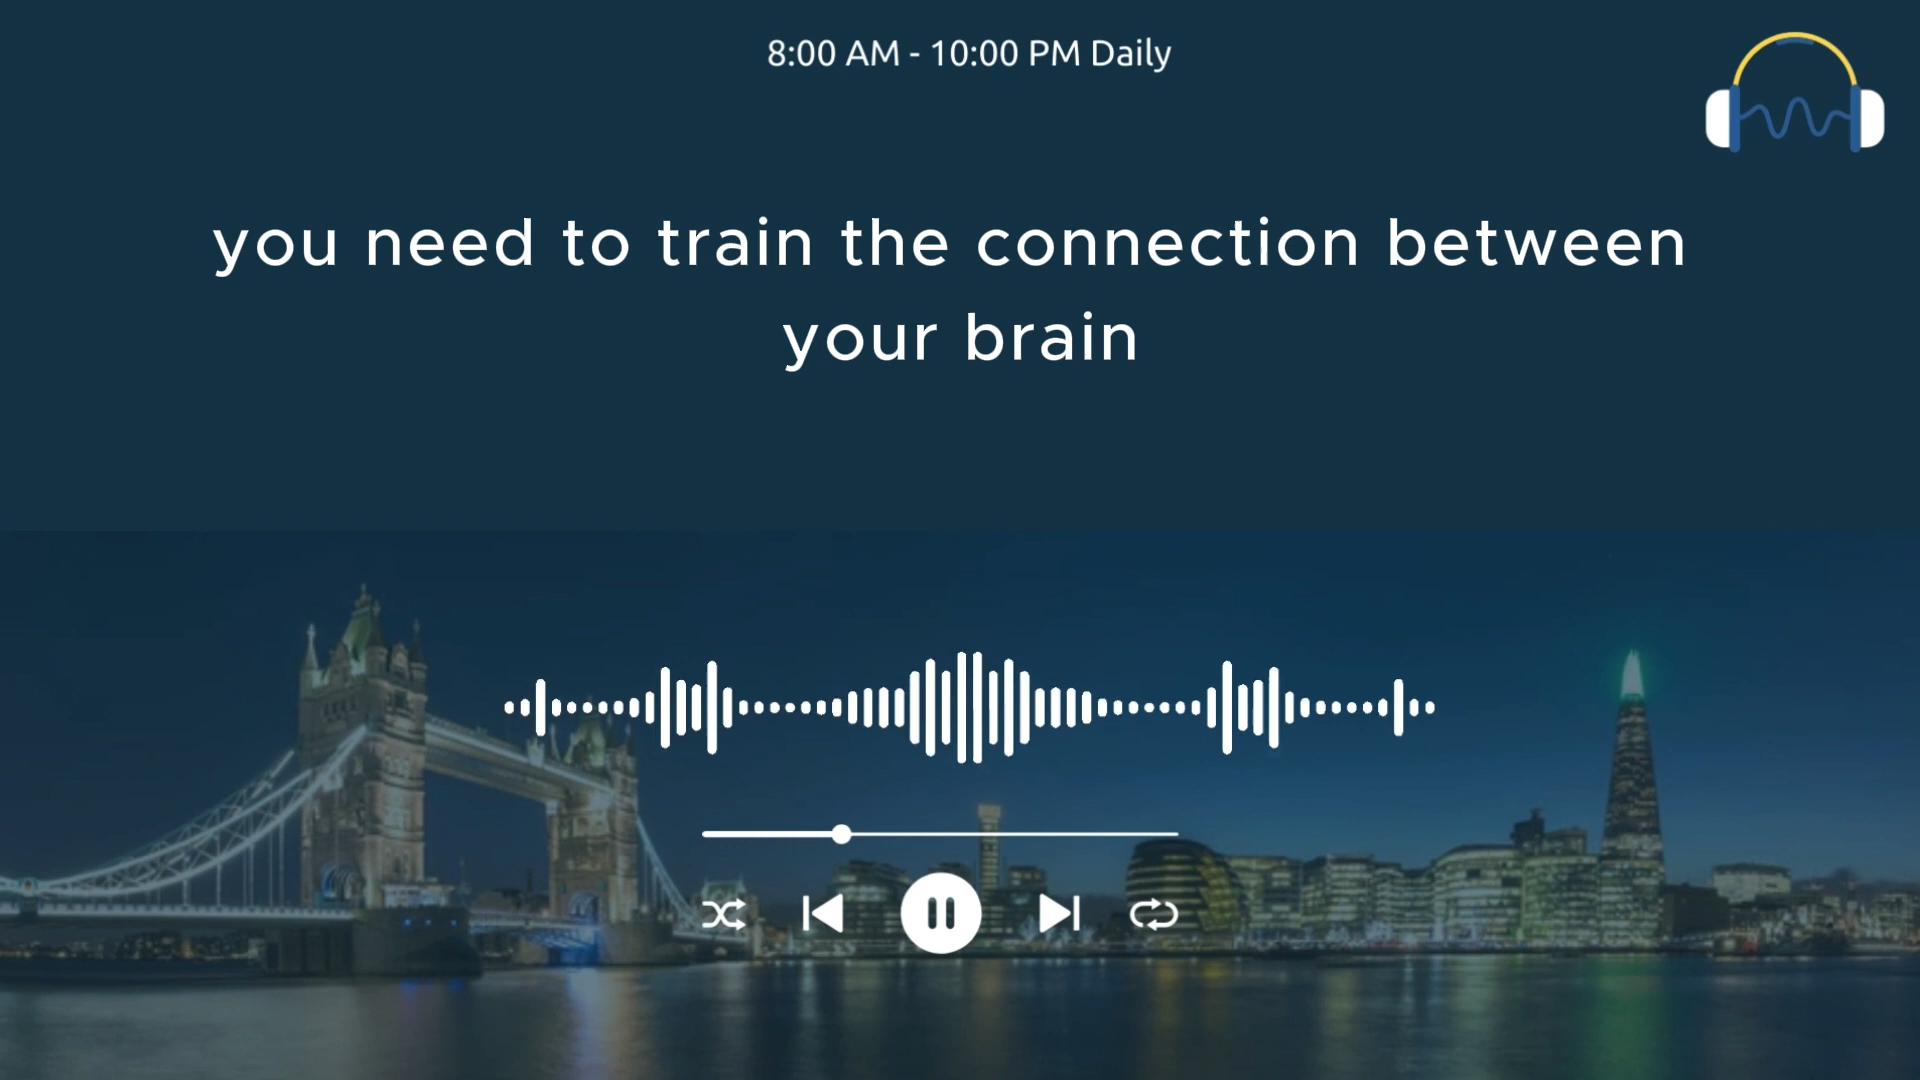 8:00 AM - 10:00 PM Daily
you need to train the connection between
your brain